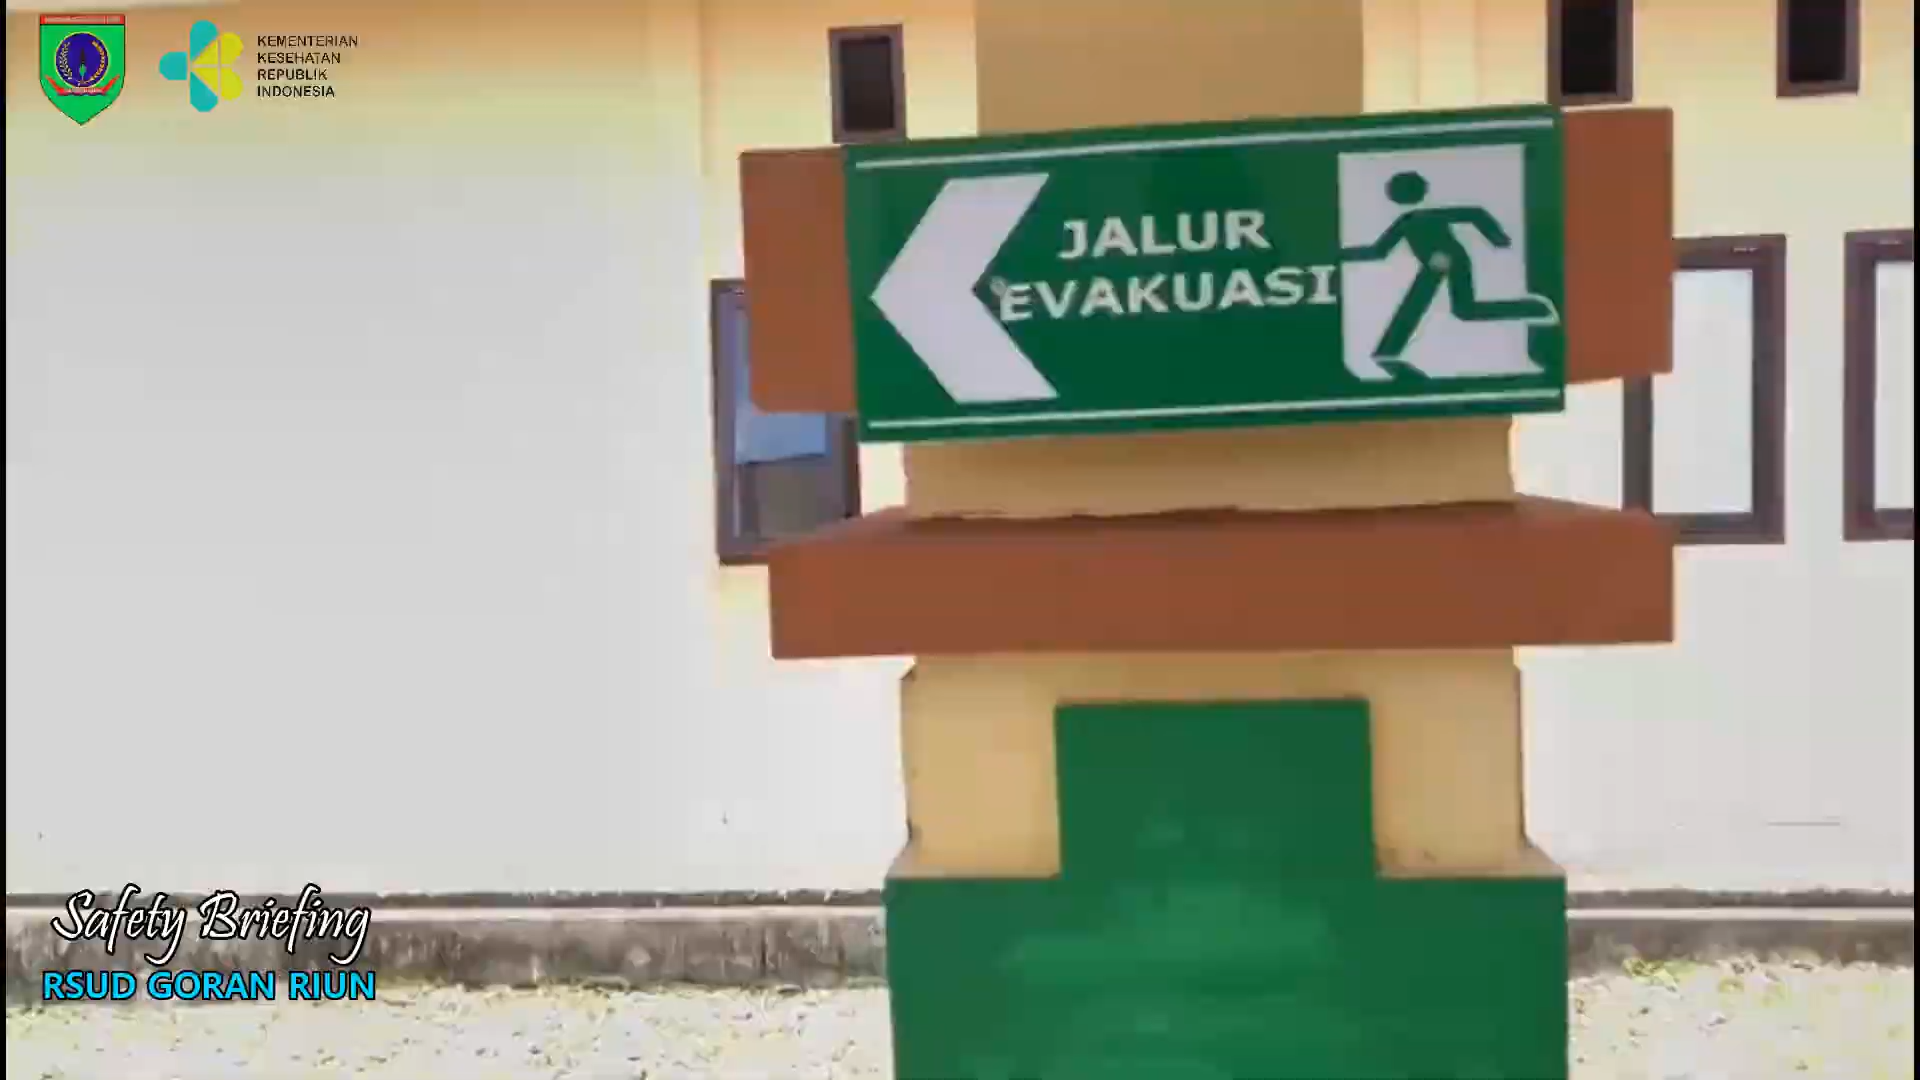 KEMENTERIAN
KESEHATAN
REPUBLIK
INDONESIA
JALUR
EVAKUASI
Safety Briefing
RSUD GORAN RIUN